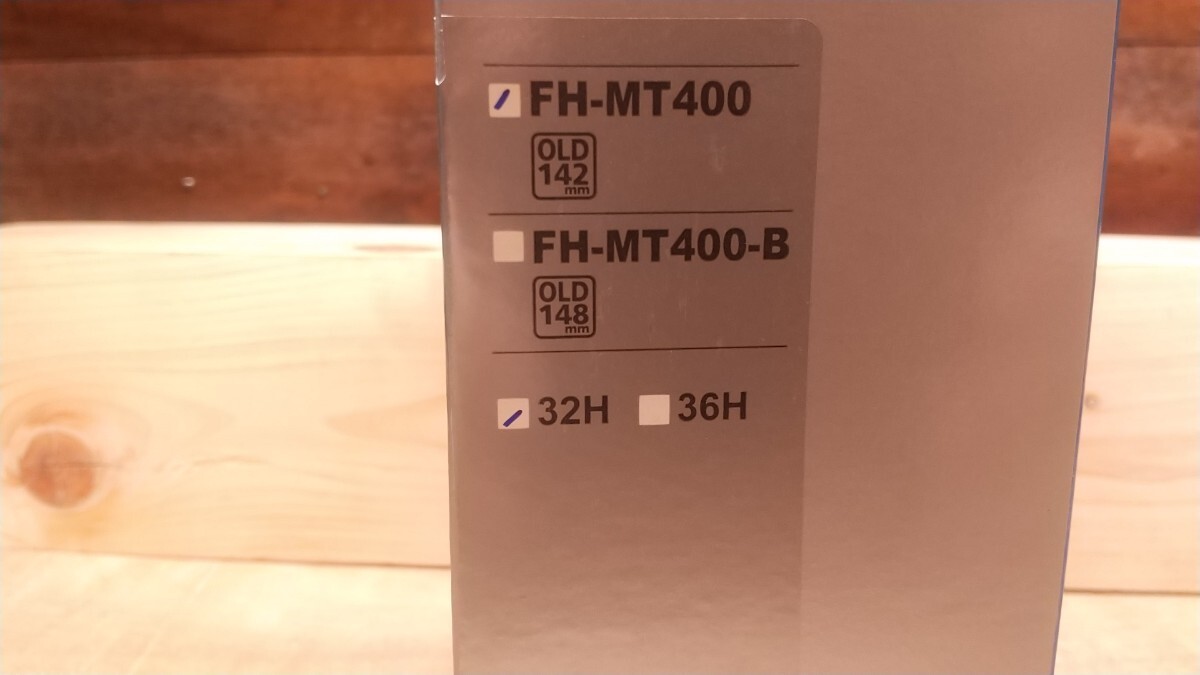 FH-MT400
OLD
142
mm
FH-MT400-B
OLD
148
mm
32H 36H